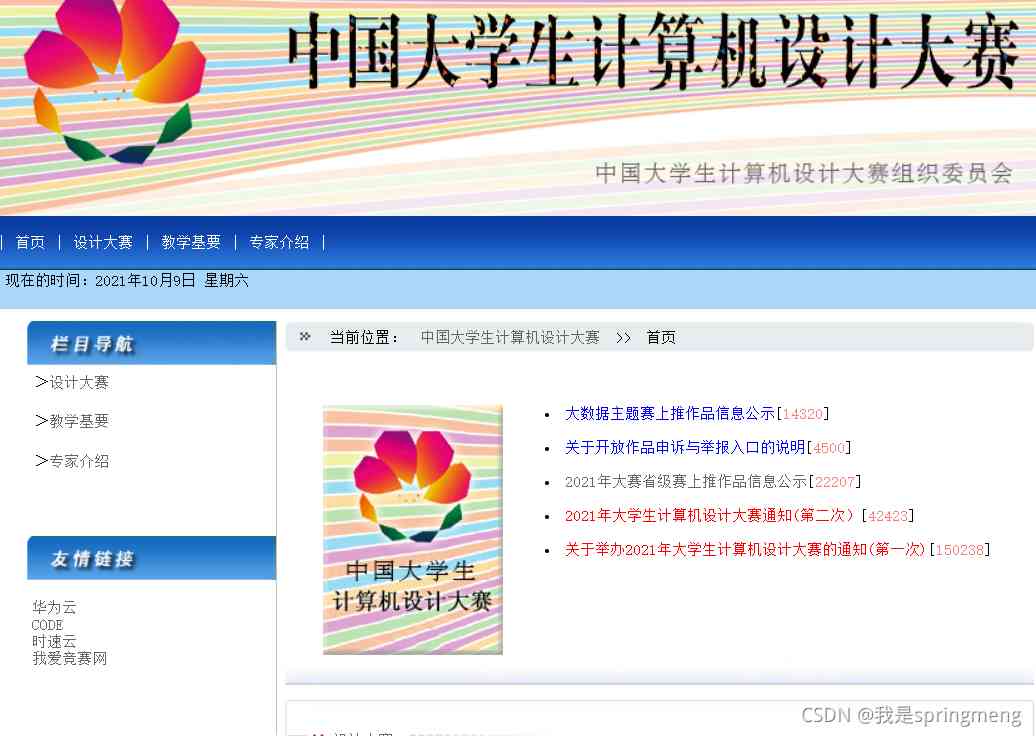 中国大学生计算机设计大赛
中国大学生计算机设计大赛组织委员会
| 首页 | 设计大赛 | 教学基要 | 专家介绍 |
现在的时间：2021年10月9日 星期六
栏目导航
>设计大赛
>教学基要
>专家介绍
友情链接
华为云
CODE
时速云
我爱竞赛网
当前位置： 中国大学生计算机设计大赛 >> 首页
中国大学生
计算机设计大赛
大数据主题赛上推作品信息公示[14320]
关于开放作品申诉与举报入口的说明[4500]
2021年大赛省级赛上推作品信息公示[22207]
2021年大学生计算机设计大赛通知(第二次）[42423]
关于举办2021年大学生计算机设计大赛的通知(第一次)[150238]
CSDN @我是springmeng